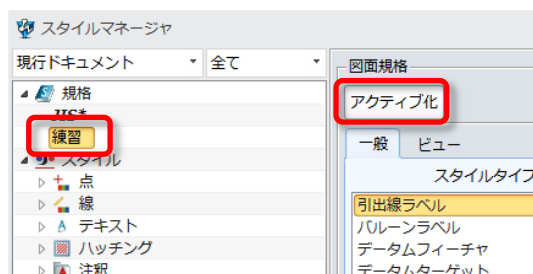 スタイルマネージャ
現行ドキュメント 全て
規格
JIS*
練習
スタイル
点
線
テキスト
ハッチング
注釈
図面規格
アクティブ化
一般 ビュー
スタイルタイプ
引出線ラベル
バルーンラベル
データムフィーチャ
データムターゲット